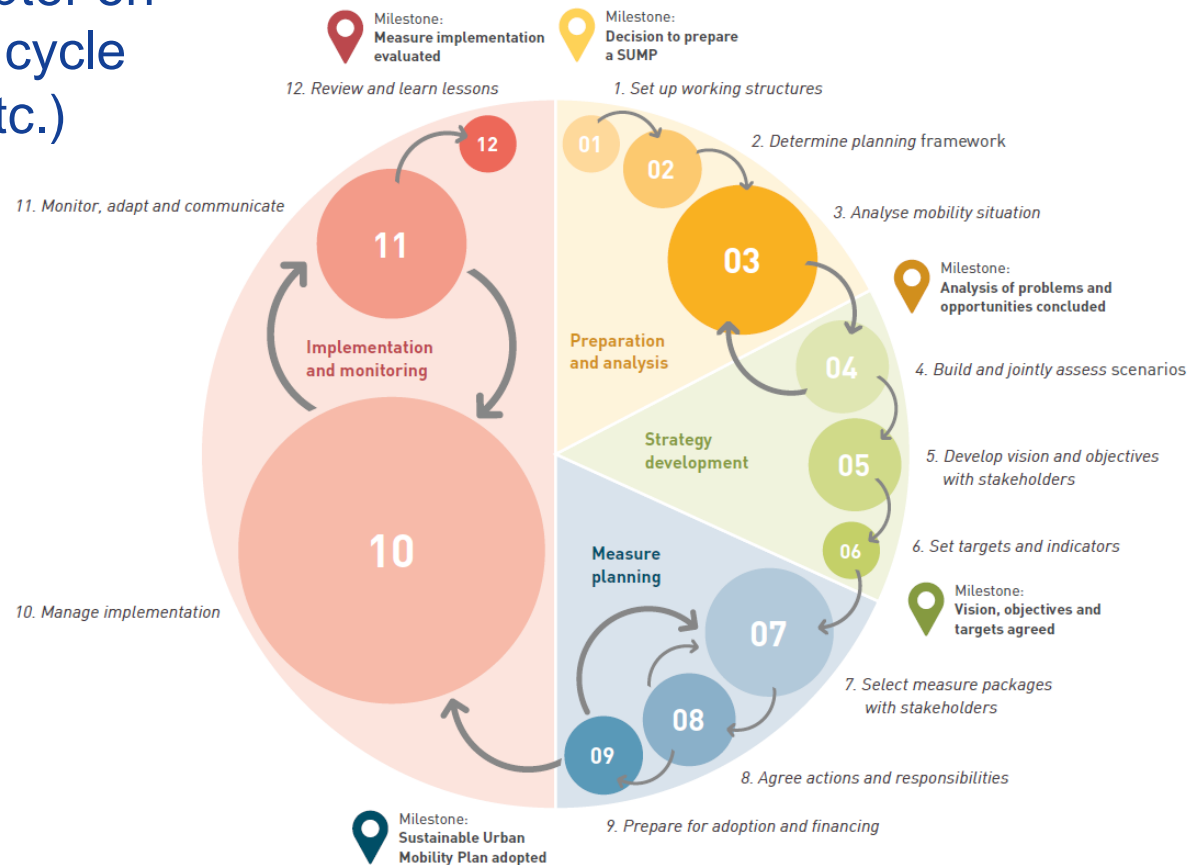 cycle
tc.)
Milestone:
Measure implementation
evaluated
Milestone:
Decision to prepare
a SUMP
12. Review and learn lessons
1. Set up working structures
2. Determine planning framework
3. Analyse mobility situation
Milestone:
Analysis of problems and
opportunities concluded
4. Build and jointly assess scenarios
5. Develop vision and objectives
with stakeholders
6. Set targets and indicators
Milestone:
Vision, objectives and
targets agreed
7. Select measure packages
with stakeholders
8. Agree actions and responsibilities
9. Prepare for adoption and financing
Milestone:
Sustainable Urban
Mobility Plan adopted
10. Manage implementation
11. Monitor, adapt and communicate
Preparation
and analysis
01
02
03
Strategy
development
04
05
06
Measure
planning
07
08
09
Implementation
and monitoring
10
11
12